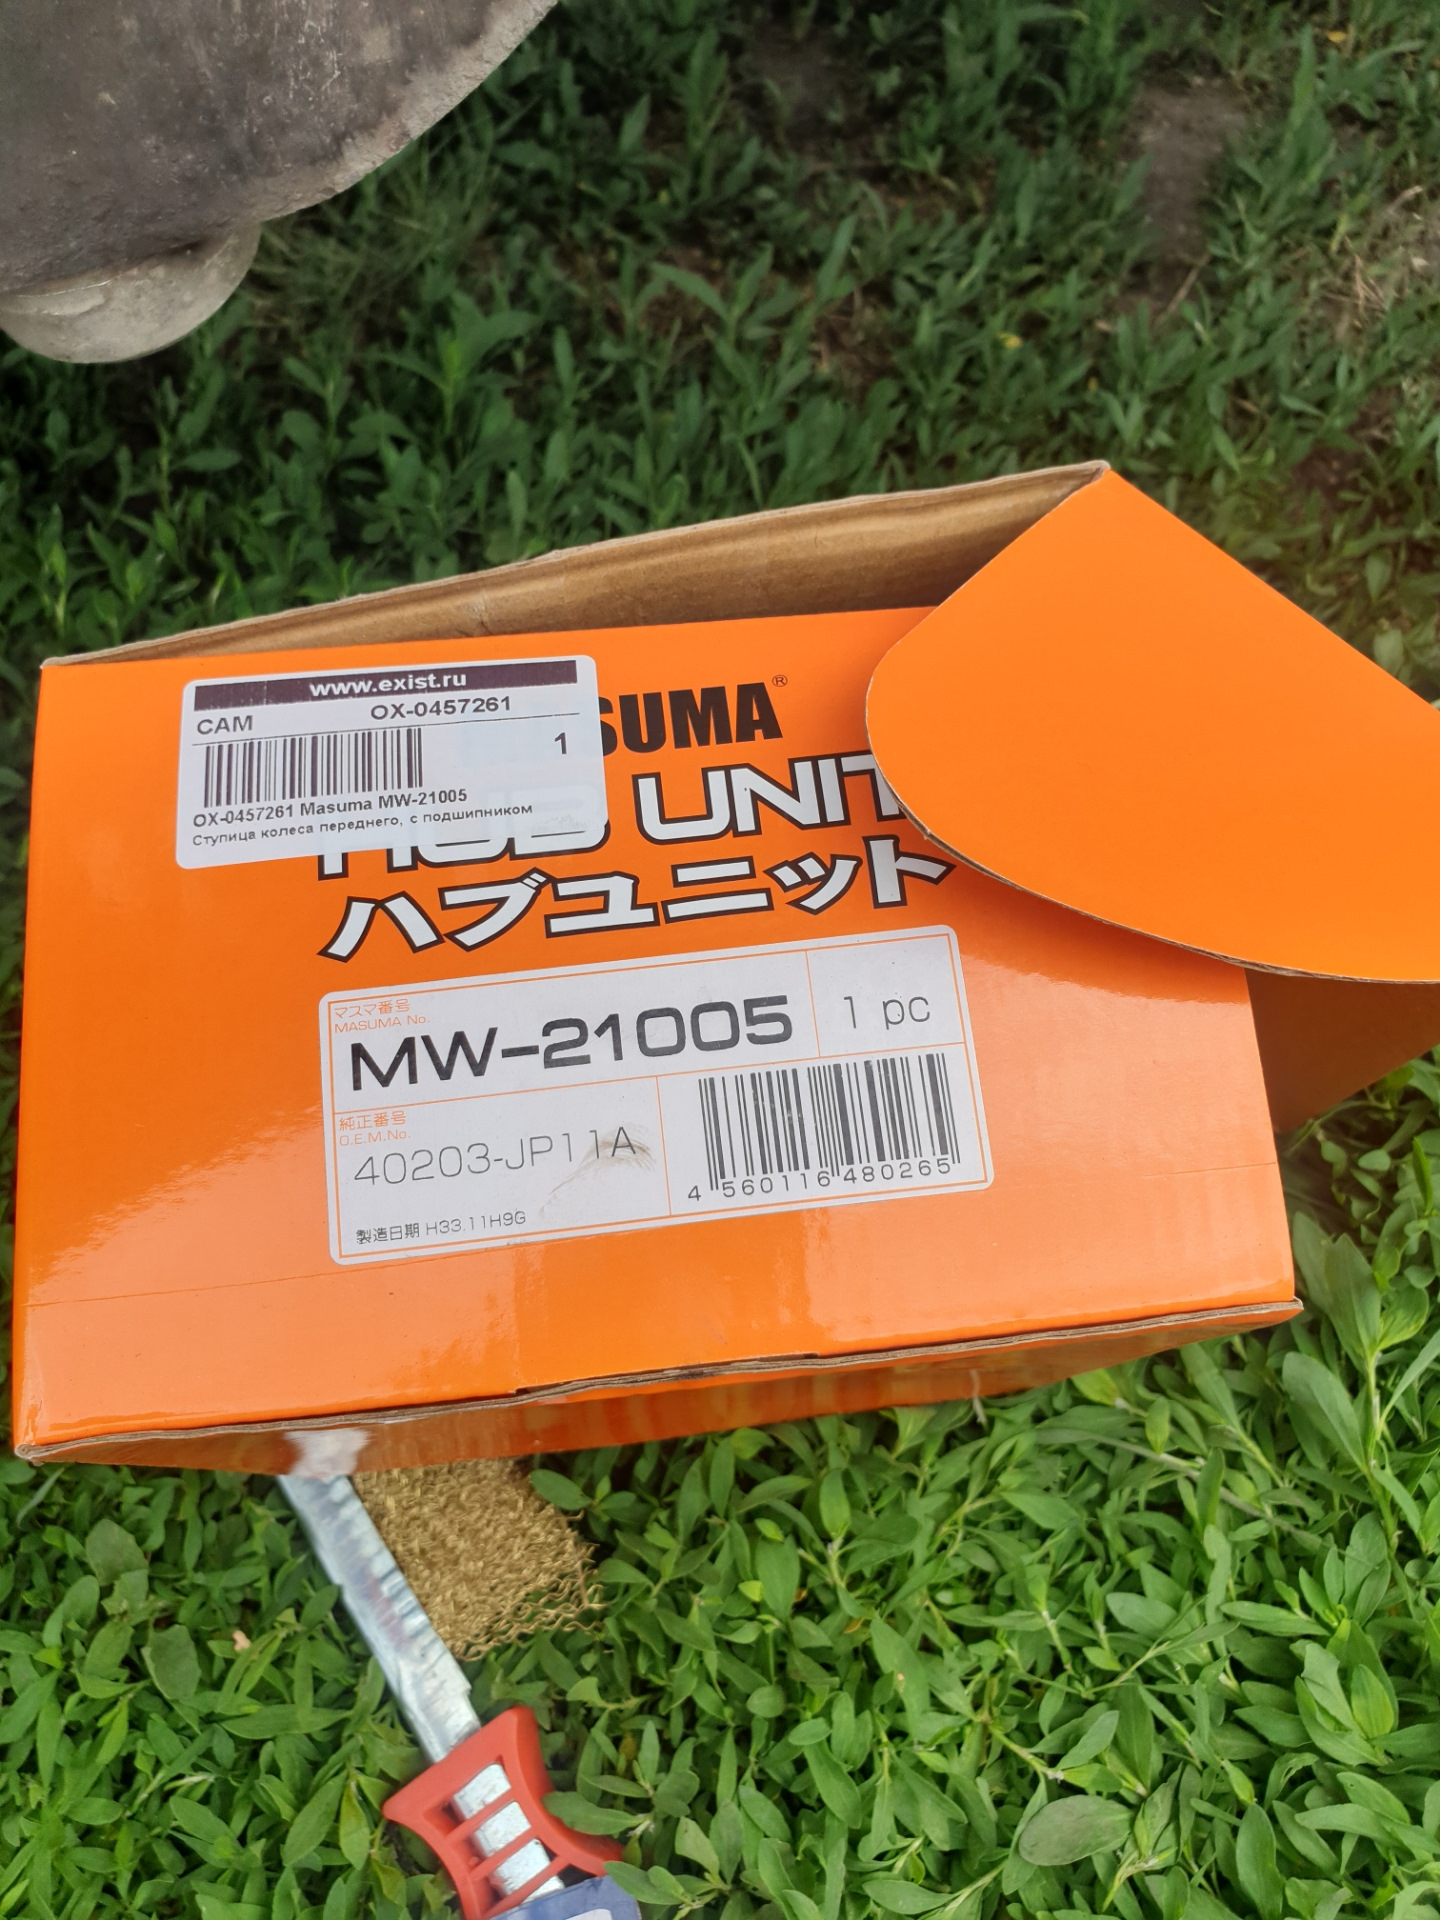 www.exist.ru
CAM OX-0457261
1
OX-0457261 Masuma MW-21005
Ступица колеса переднего, с подшипником
SUMA®
HUB UNIT
ハブユニット
マスマ番号
MASUMA No.
MW-21005
1 pc
純正番号
O.E.M.No.
40203-JP11A
4 560116 480265
製造日期 H33.11H9G